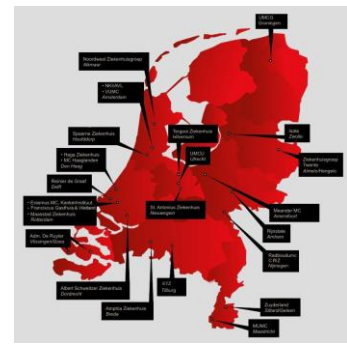 UMCG
Groningen
Noordwest Ziekenhuisgroep
Alkmaar
• NKI/AVL
• VUMC
Amsterdam
Spaarne Ziekenhuis
Hoofddorp
Tergooi Ziekenhuis
Hilversum
Isala
Zwolle
• Haga Ziekenhuis
• MC Haaglanden
Den Haag
UMCU
Utrecht
Ziekenhuisgroep
Twente
Almelo/Hengelo
Reinier de Graaf
Delft
• Erasmus MC, Kankerinstituut
• Franciscus Gasthuis & Vlietland
• Maasstad Ziekenhuis
Rotterdam
St. Antonius Ziekenhuis
Nieuwegein
Meander MC
Amersfoort
Adm. De Ruyter
Vlissingen/Goes
Rijnstate
Arnhem
Radboudumc
CWZ
Nijmegen
Albert Schweitzer Ziekenhuis
Dordrecht
Amphia Ziekenhuis
Breda
ETZ
Tilburg
Zuyderland
Sittard/Geleen
MUMC
Maastricht